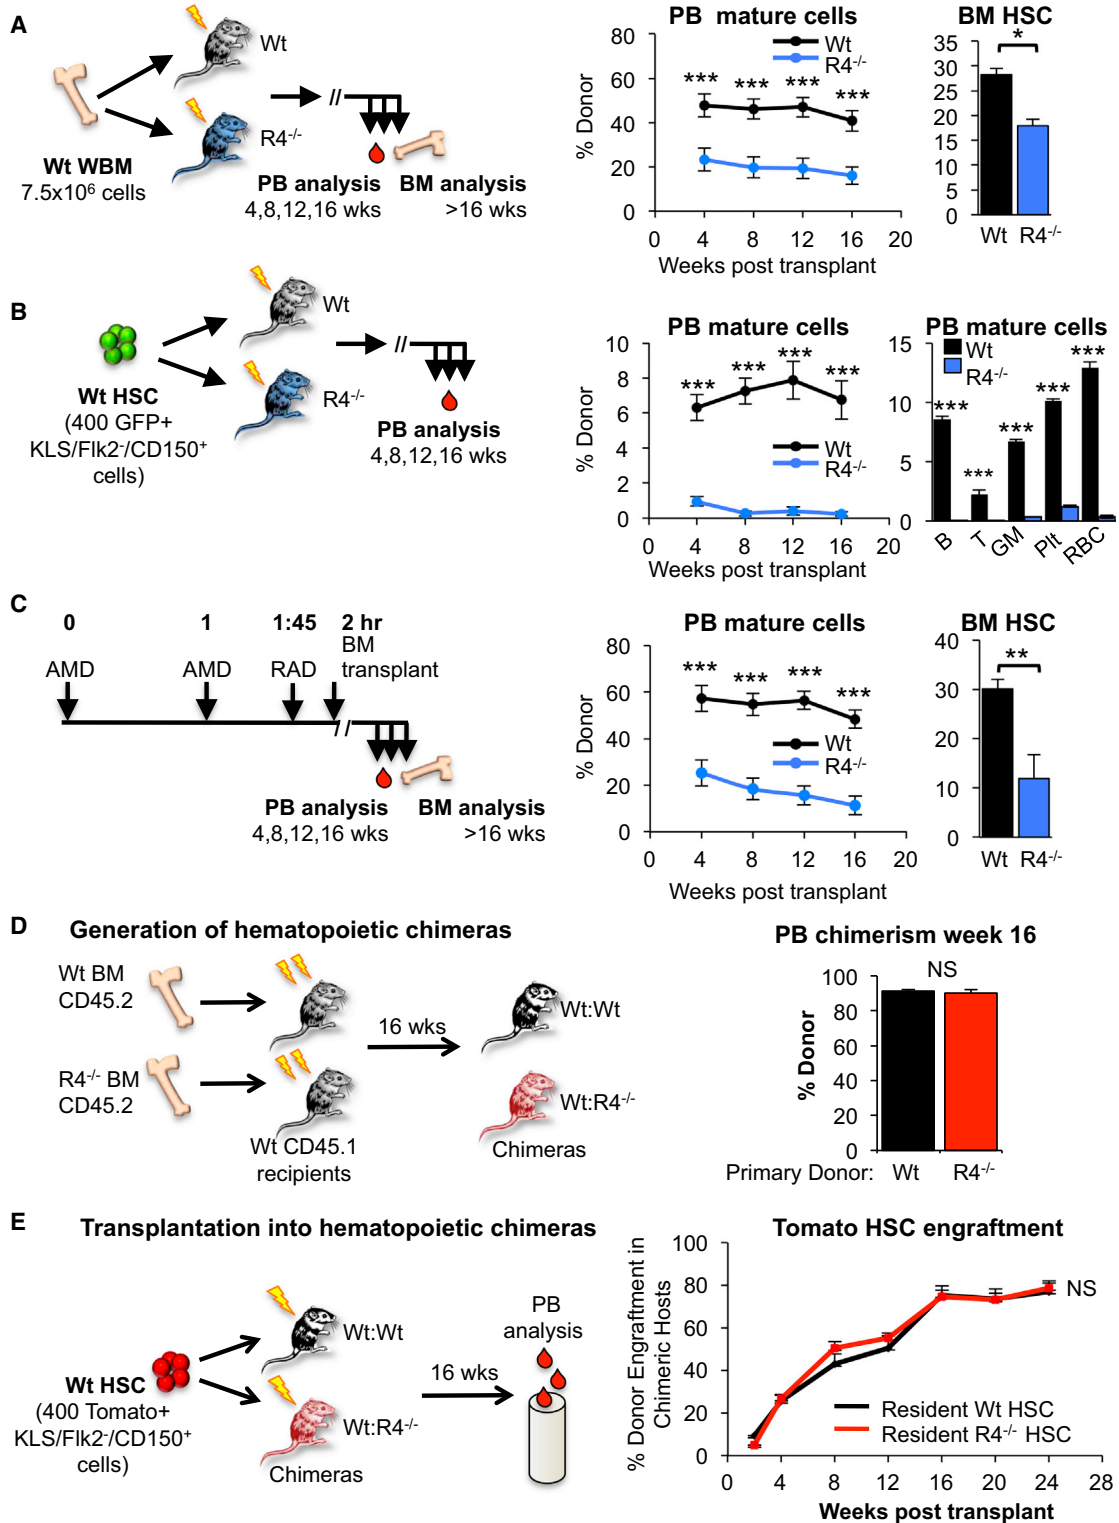 A
Wt
R4-/-
Wt WBM
7.5x10⁶ cells
//
PB analysis
4,8,12,16 wks
BM analysis
>16 wks
PB mature cells
Wt
R4-/-
% Donor
80
60
40
20
0
*** *** *** ***
0 4 8 12 16 20
Weeks post transplant
BM HSC
*
35
30
25
20
15
10
5
0
Wt R4-/-
B
Wt
R4-/-
Wt HSC
(400 GFP+
KLS/Flk2-/CD150+
cells)
//
PB analysis
4,8,12,16 wks
PB mature cells
% Donor
10
8
6
4
2
0
*** *** *** ***
Wt
R4-/-
0 4 8 12 16 20
Weeks post transplant
PB mature cells
Wt
R4-/-
15
10
5
0
*** *** *** *** ***
B T GM Plt RBC
C
0 1 1:45 2 hr
AMD AMD RAD BM
transplant
//
PB analysis
4,8,12,16 wks
BM analysis
>16 wks
PB mature cells
% Donor
80
60
40
20
0
*** *** *** ***
Wt
R4-/-
0 4 8 12 16 20
Weeks post transplant
BM HSC
**
40
30
20
10
0
Wt R4-/-
D
Generation of hematopoietic chimeras
Wt BM
CD45.2
R4-/- BM
CD45.2
Wt CD45.1
recipients
16 wks
Wt:Wt
Wt:R4-/-
Chimeras
PB chimerism week 16
NS
% Donor
100
80
60
40
20
0
Primary Donor: Wt R4-/-
E
Transplantation into hematopoietic chimeras
Wt HSC
(400 Tomato+
KLS/Flk2-/CD150+
cells)
Wt:Wt
Wt:R4-/-
Chimeras
16 wks
PB
analysis
Tomato HSC engraftment
% Donor Engraftment in
Chimeric Hosts
100
80
60
40
20
0
NS
Resident Wt HSC
Resident R4-/- HSC
0 4 8 12 16 20 24 28
Weeks post transplant